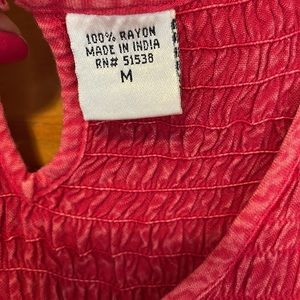 100% RAYON
MADE IN INDIA
RN# 51538
M